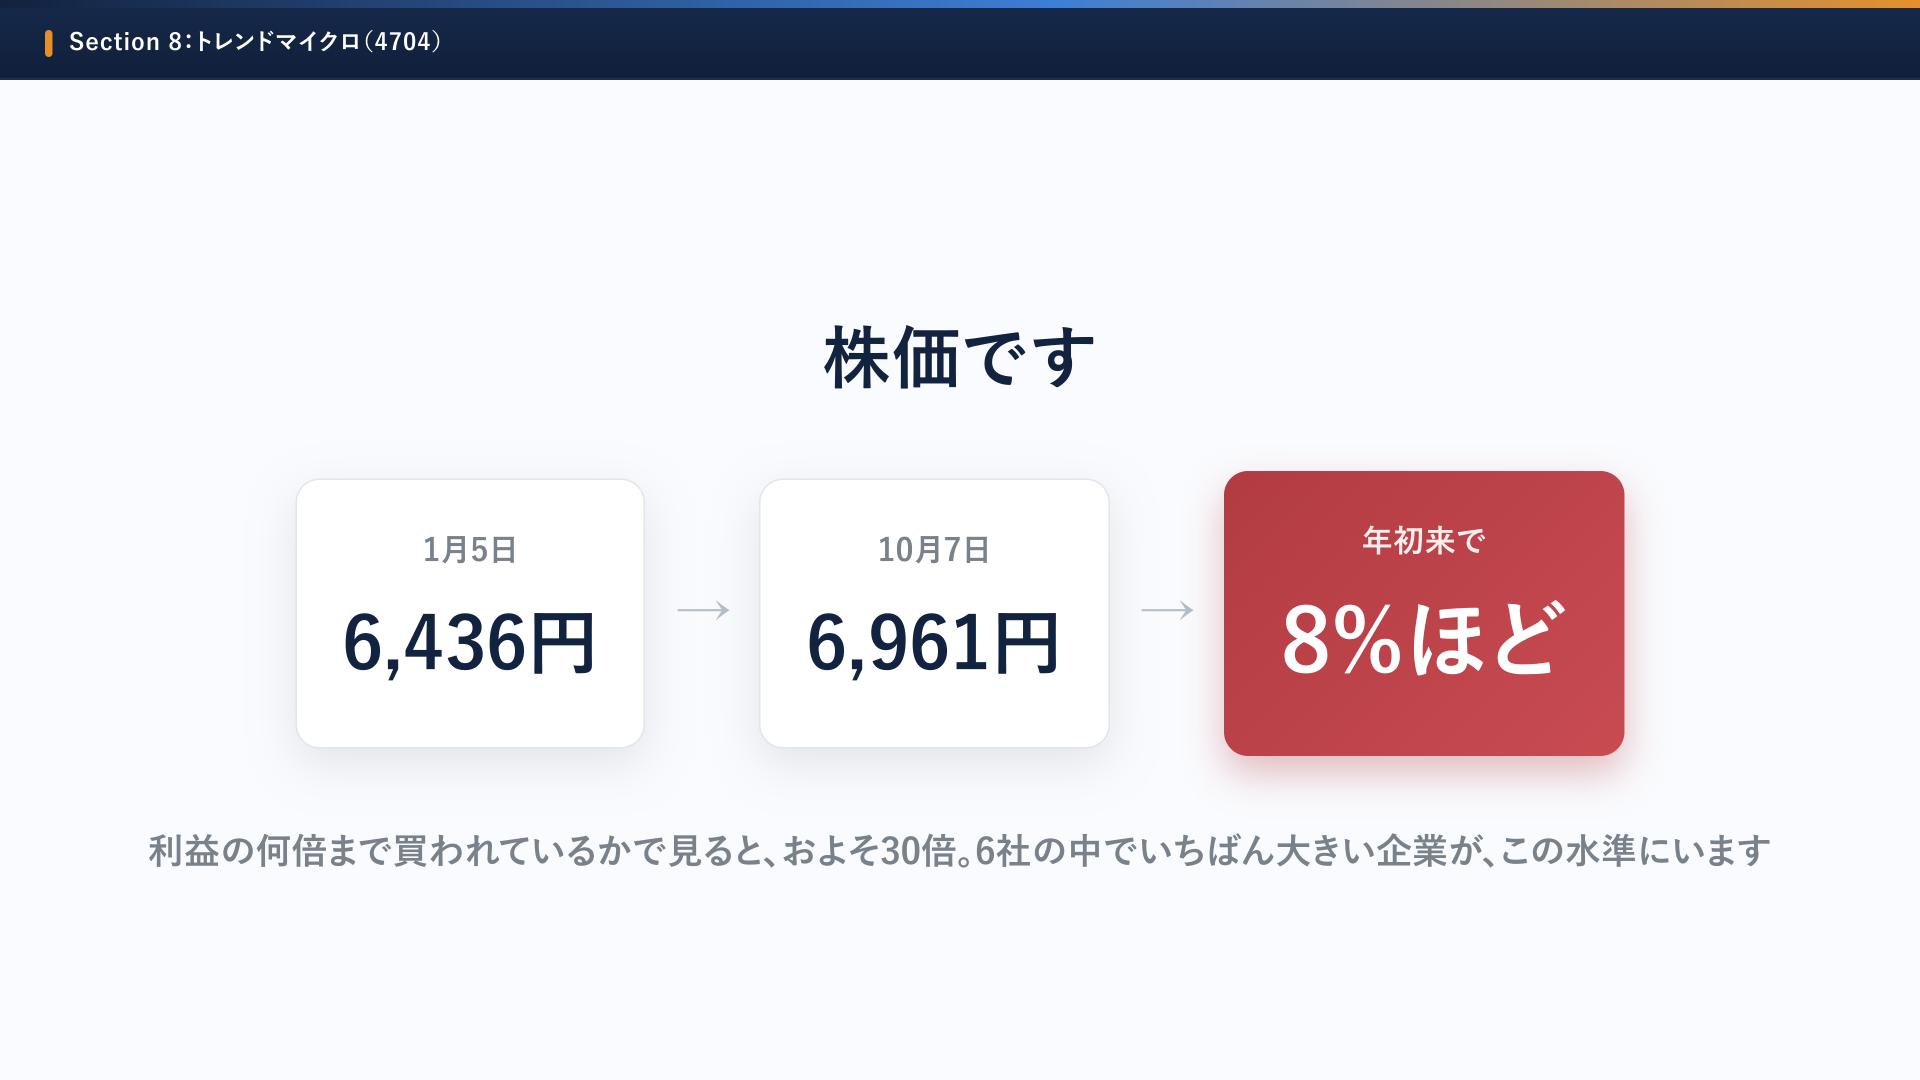 Section 8：トレンドマイクロ（4704）
株価です
1月5日
6,436円
→
10月7日
6,961円
→
年初来で
8%ほど
利益の何倍まで買われているかで見ると、およそ30倍。6社の中でいちばん大きい企業が、この水準にいます